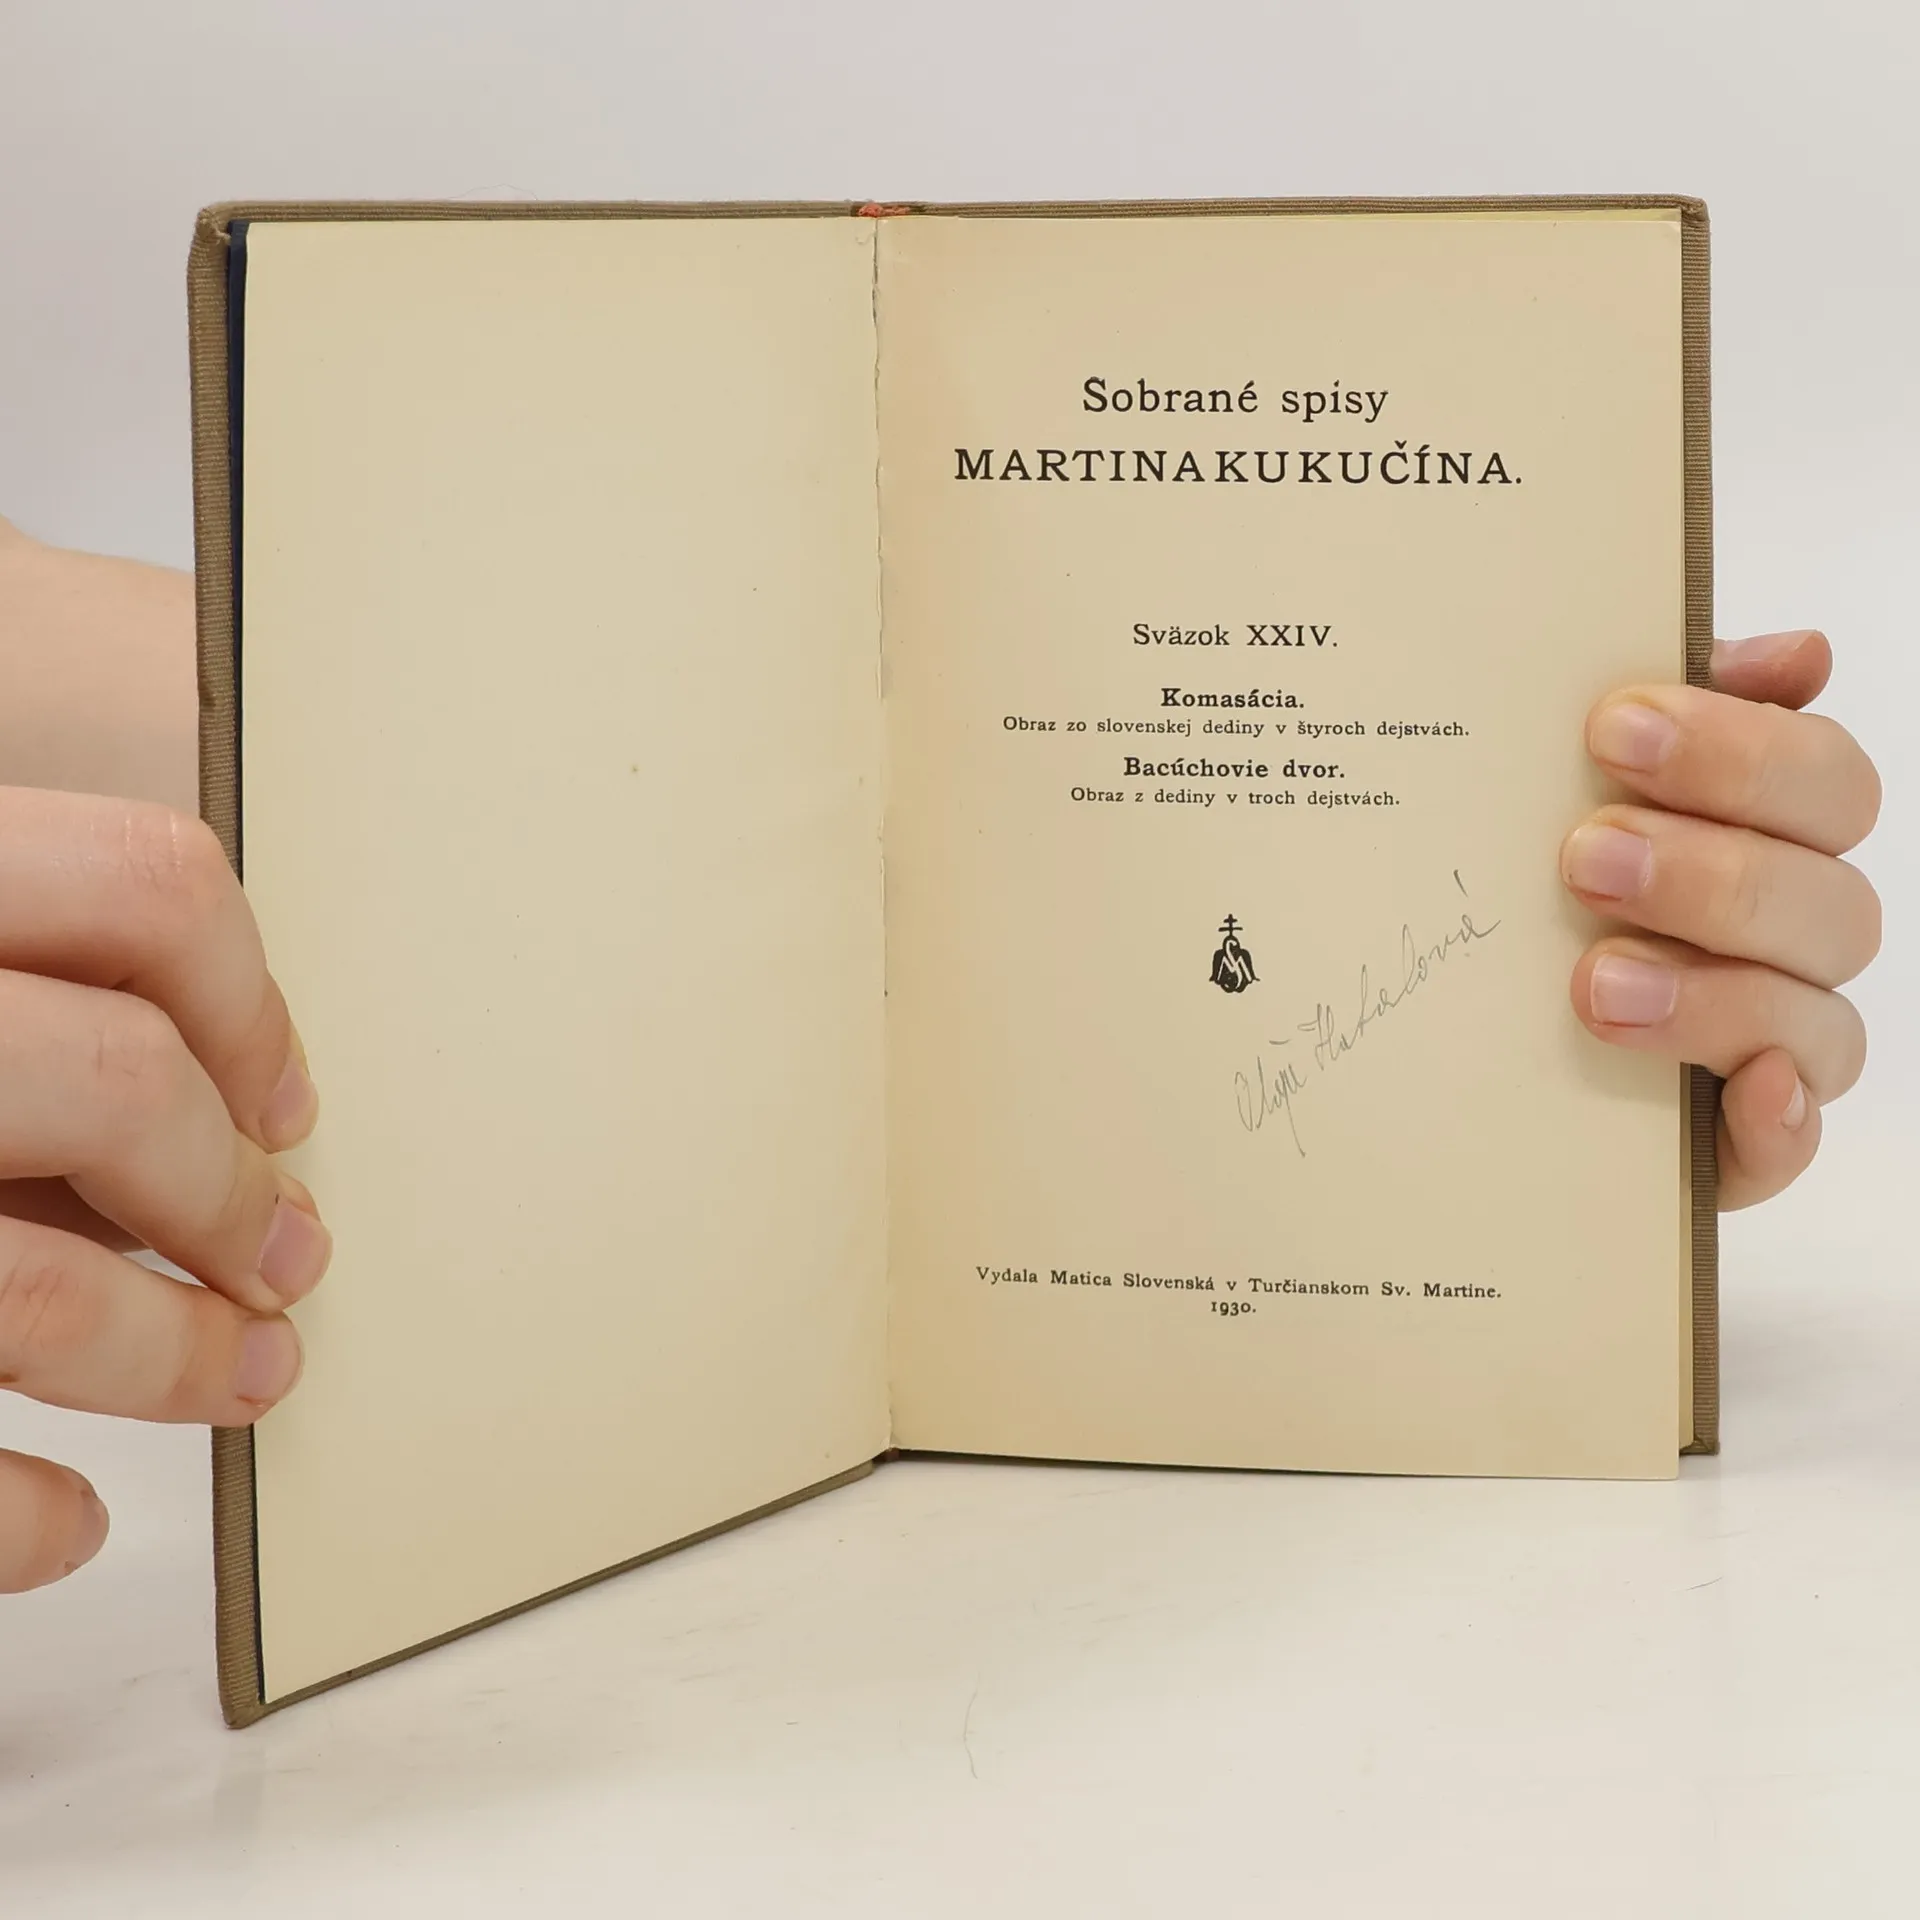 Sobrané spisy
MARTINA KUKUČÍNA.
Sväzok XXIV.
Komasácia.
Obraz zo slovenskej dediny v štyroch dejstvách.
Bacúchovie dvor.
Obraz z dediny v troch dejstvách.
Vydala Matica Slovenská v Turčianskom Sv. Martine.
1930.